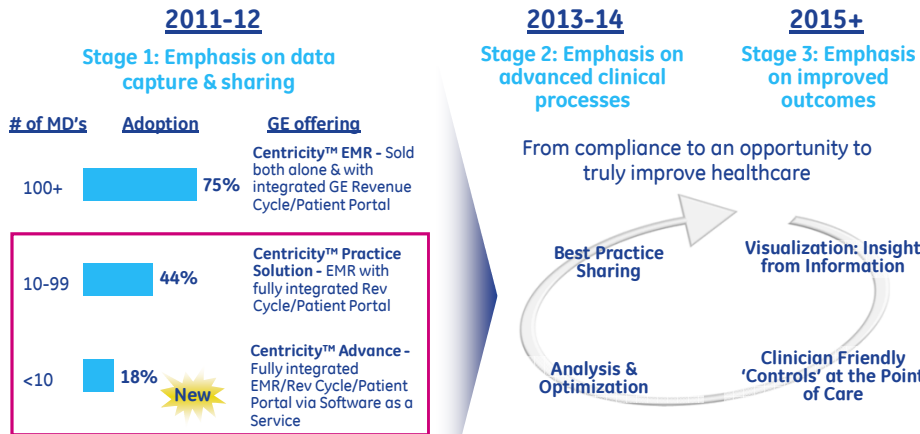 2011-12
Stage 1: Emphasis on data
capture & sharing
# of MD's
Adoption
GE offering
100+
75%
Centricity™ EMR - Sold
both alone & with
integrated GE Revenue
Cycle/Patient Portal
10-99
44%
Centricity™ Practice
Solution - EMR with
fully integrated Rev
Cycle/Patient Portal
<10
18%
New
Centricity™ Advance -
Fully integrated
EMR/Rev Cycle/Patient
Portal via Software as a
Service
2013-14
Stage 2: Emphasis on
advanced clinical
processes
2015+
Stage 3: Emphasis
on improved
outcomes
From compliance to an opportunity to
truly improve healthcare
Best Practice
Sharing
Visualization: Insight
from Information
Analysis &
Optimization
Clinician Friendly
'Controls' at the Point
of Care